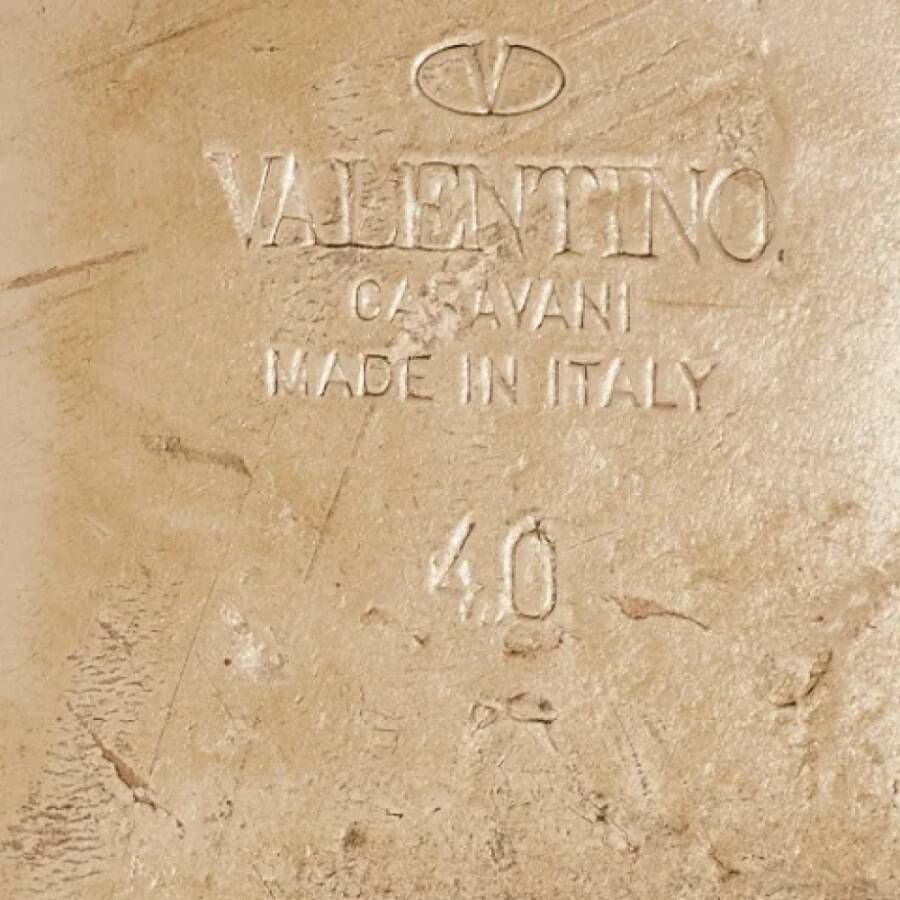 V
VALENTINO
GARAVANI
MADE IN ITALY
40